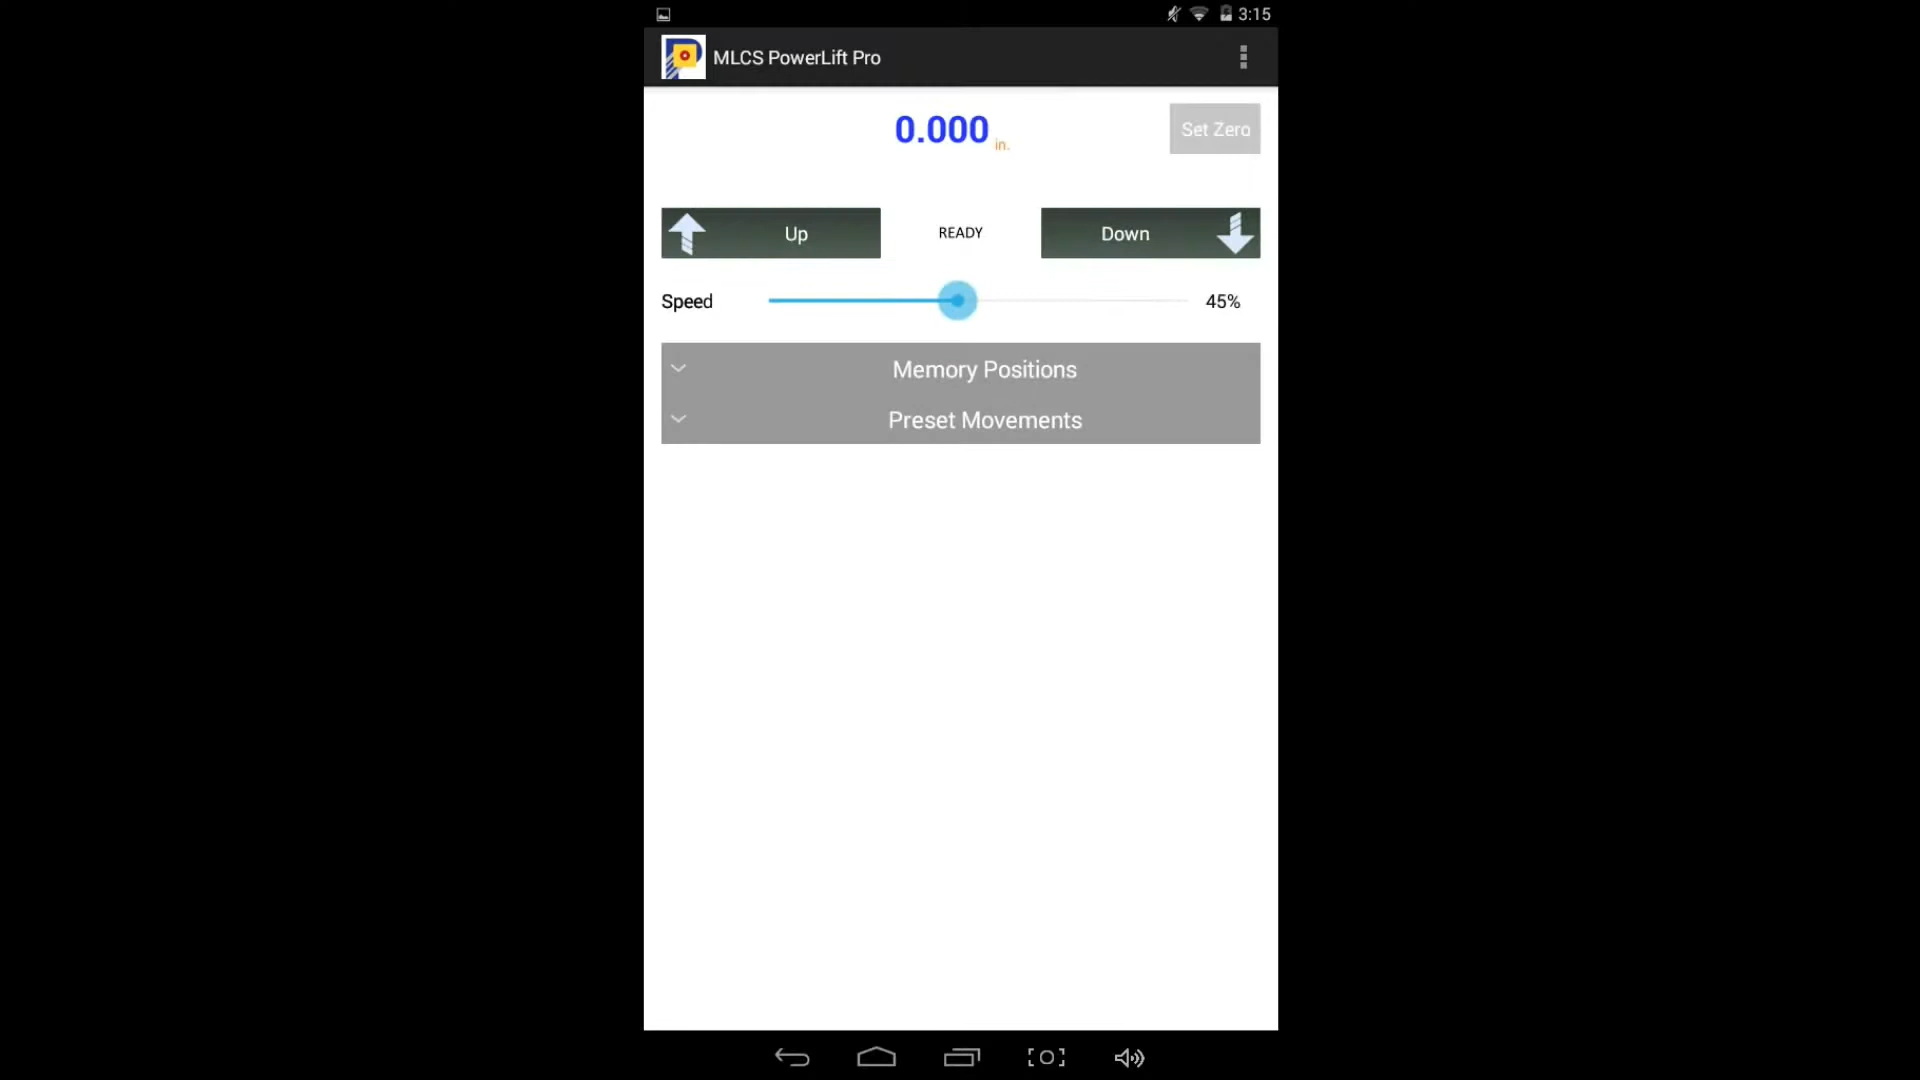 3:15
MLCS PowerLift Pro
0.000 in.
Set Zero
Up
READY
Down
Speed
45%
Memory Positions
Preset Movements